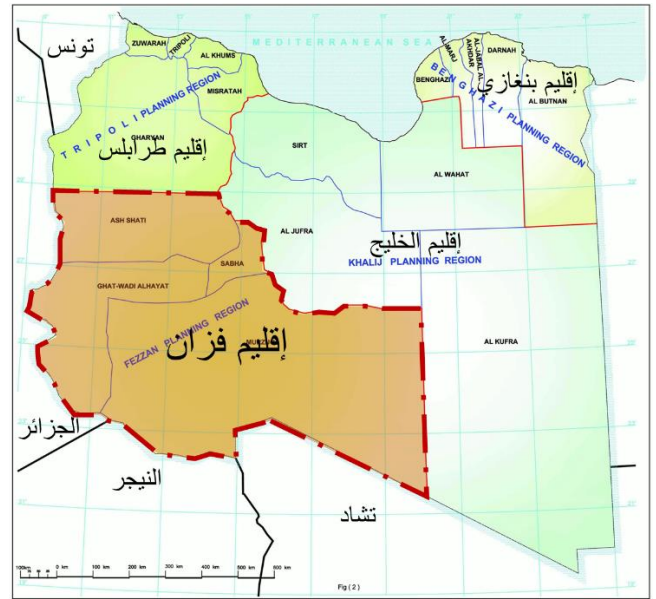 تونس
ZUWARAH
TRIPOLI
AL KHUMS
MISRATAH
TRIPOLI PLANNING REGION
GHARYAN
إقليم طرابلس
MEDITERRANEAN SEA
BENGHAZI
AL MARJ
AL JABAL AL AKHDAR
DARNAH
BENGHAZI PLANNING REGION
إقليم بنغازي
AL BUTNAN
SIRT
AL WAHAT
AL JUFRA
إقليم الخليج
KHALIJ PLANNING REGION
ASH SHATI
SABHA
GHAT-WADI ALHAYAT
FEZZAN PLANNING REGION
إقليم فزان
AL KUFRA
الجزائر
النيجر
تشاد
0 km
100 km
200 km
300 km
400 km
500 km
600 km
Fig ( 2 )